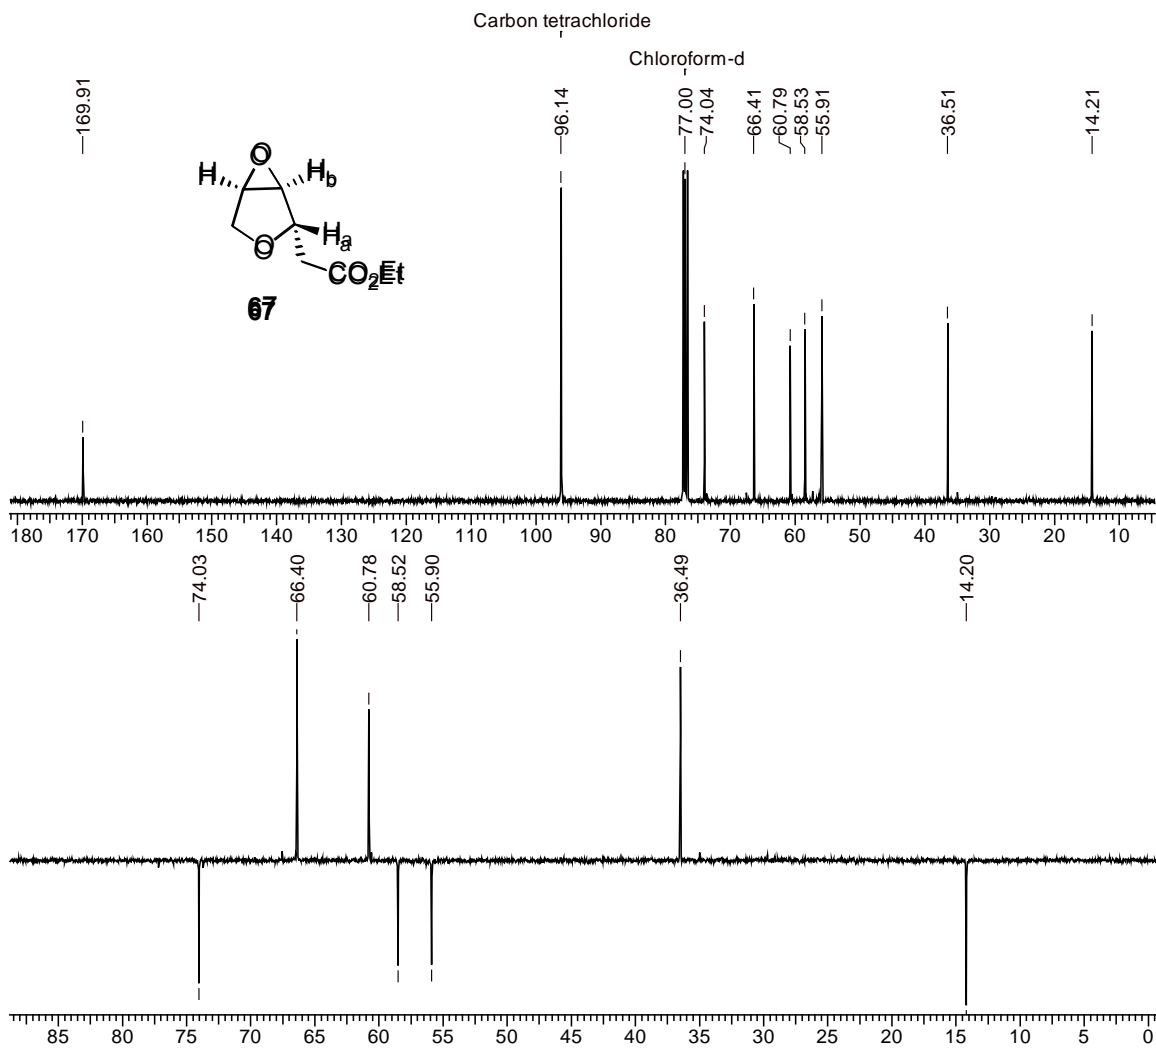 Carbon tetrachloride
Chloroform-d
169.91
96.14
77.00
74.04
66.41
60.79
58.53
55.91
36.51
14.21
O
H
H_b
H_a
O
CO₂Et
67
180 170 160 150 140 130 120 110 100 90 80 70 60 50 40 30 20 10
74.03
66.40
60.78
58.52
55.90
36.49
14.20
85 80 75 70 65 60 55 50 45 40 35 30 25 20 15 10 5 0